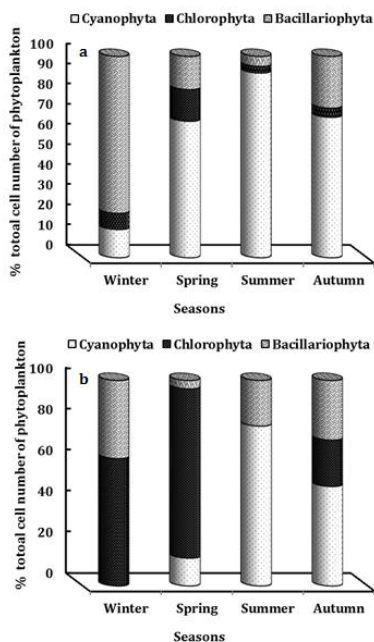 Cyanophyta Chlorophyta Bacillariophyta
a
% totoal cell number of phytoplankton
100
90
80
70
60
50
40
30
20
10
0
Winter Spring Summer Autumn
Seasons
Cyanophyta Chlorophyta Bacillariophyta
b
% totoal cell number of phytoplankton
100
80
60
40
20
0
Winter Spring Summer Autumn
Seasons